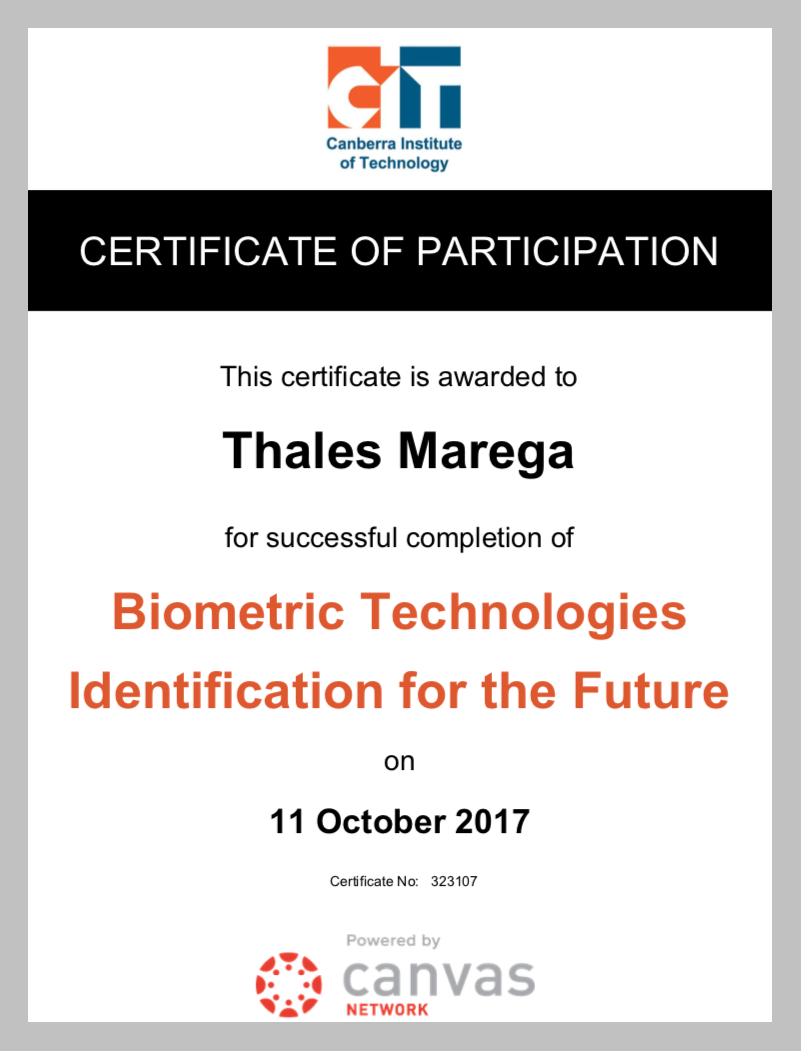 CIT
Canberra Institute
of Technology
CERTIFICATE OF PARTICIPATION
This certificate is awarded to
Thales Marega
for successful completion of
Biometric Technologies
Identification for the Future
on
11 October 2017
Certificate No: 323107
Powered by
canvas
NETWORK